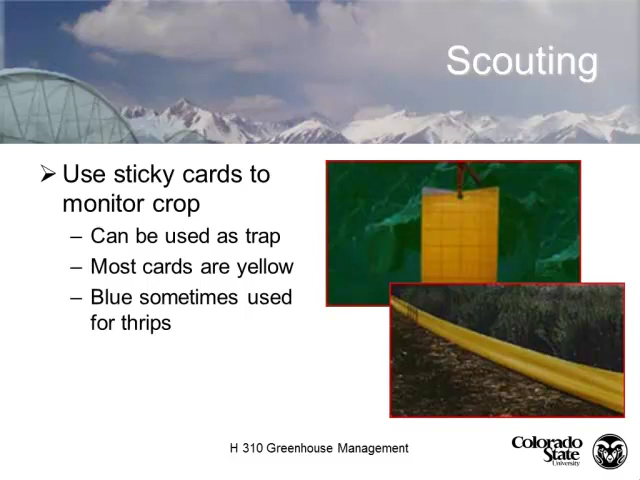 Scouting
➢ Use sticky cards to
monitor crop
– Can be used as trap
– Most cards are yellow
– Blue sometimes used
for thrips
H 310 Greenhouse Management
Colorado
State
University